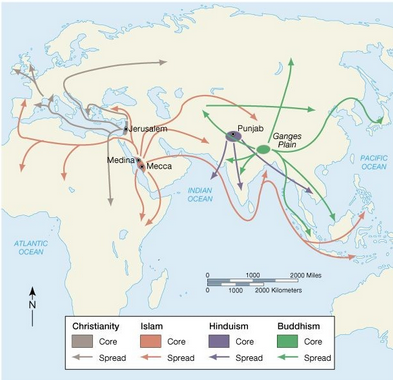 Jerusalem
Punjab
Ganges
Plain
Medina
Mecca
PACIFIC
OCEAN
INDIAN
OCEAN
ATLANTIC
OCEAN
N
0 1000 2000 Miles
0 1000 2000 Kilometers
Christianity Islam Hinduism Buddhism
Core Core Core Core
Spread Spread Spread Spread